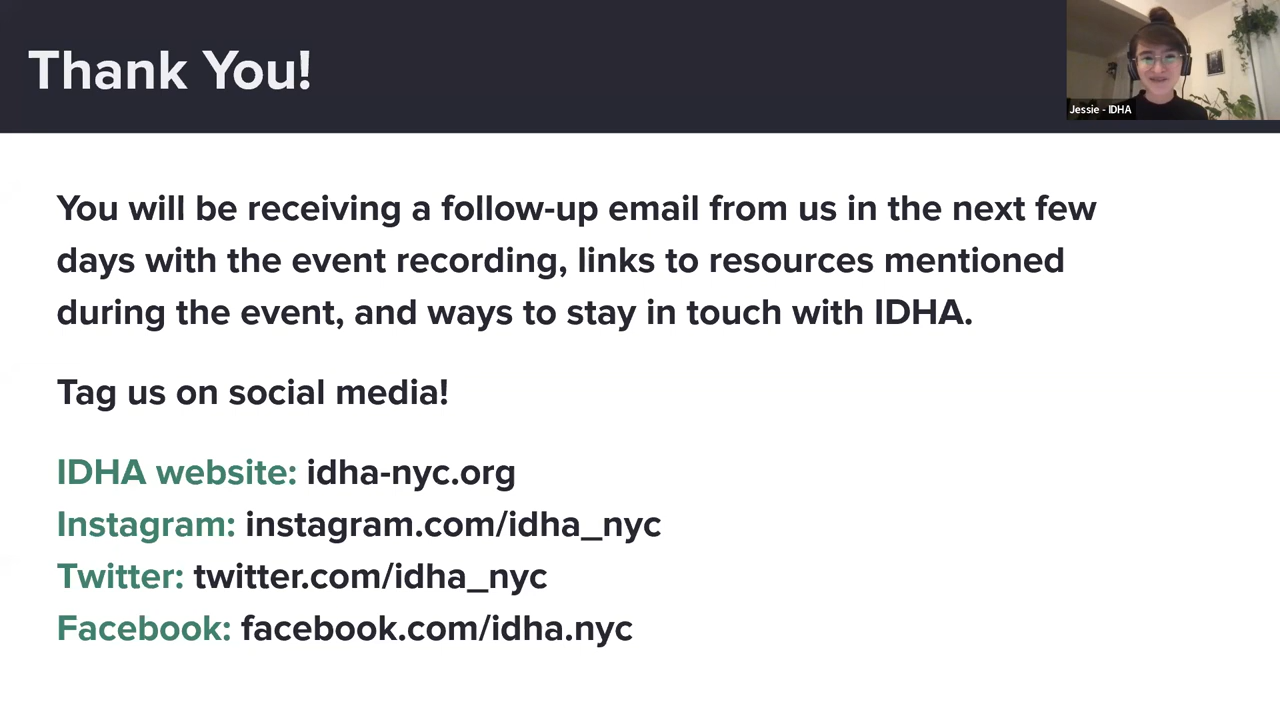 Thank You!
Jessie - IDHA
You will be receiving a follow-up email from us in the next few
days with the event recording, links to resources mentioned
during the event, and ways to stay in touch with IDHA.
Tag us on social media!
IDHA website: idha-nyc.org
Instagram: instagram.com/idha_nyc
Twitter: twitter.com/idha_nyc
Facebook: facebook.com/idha.nyc